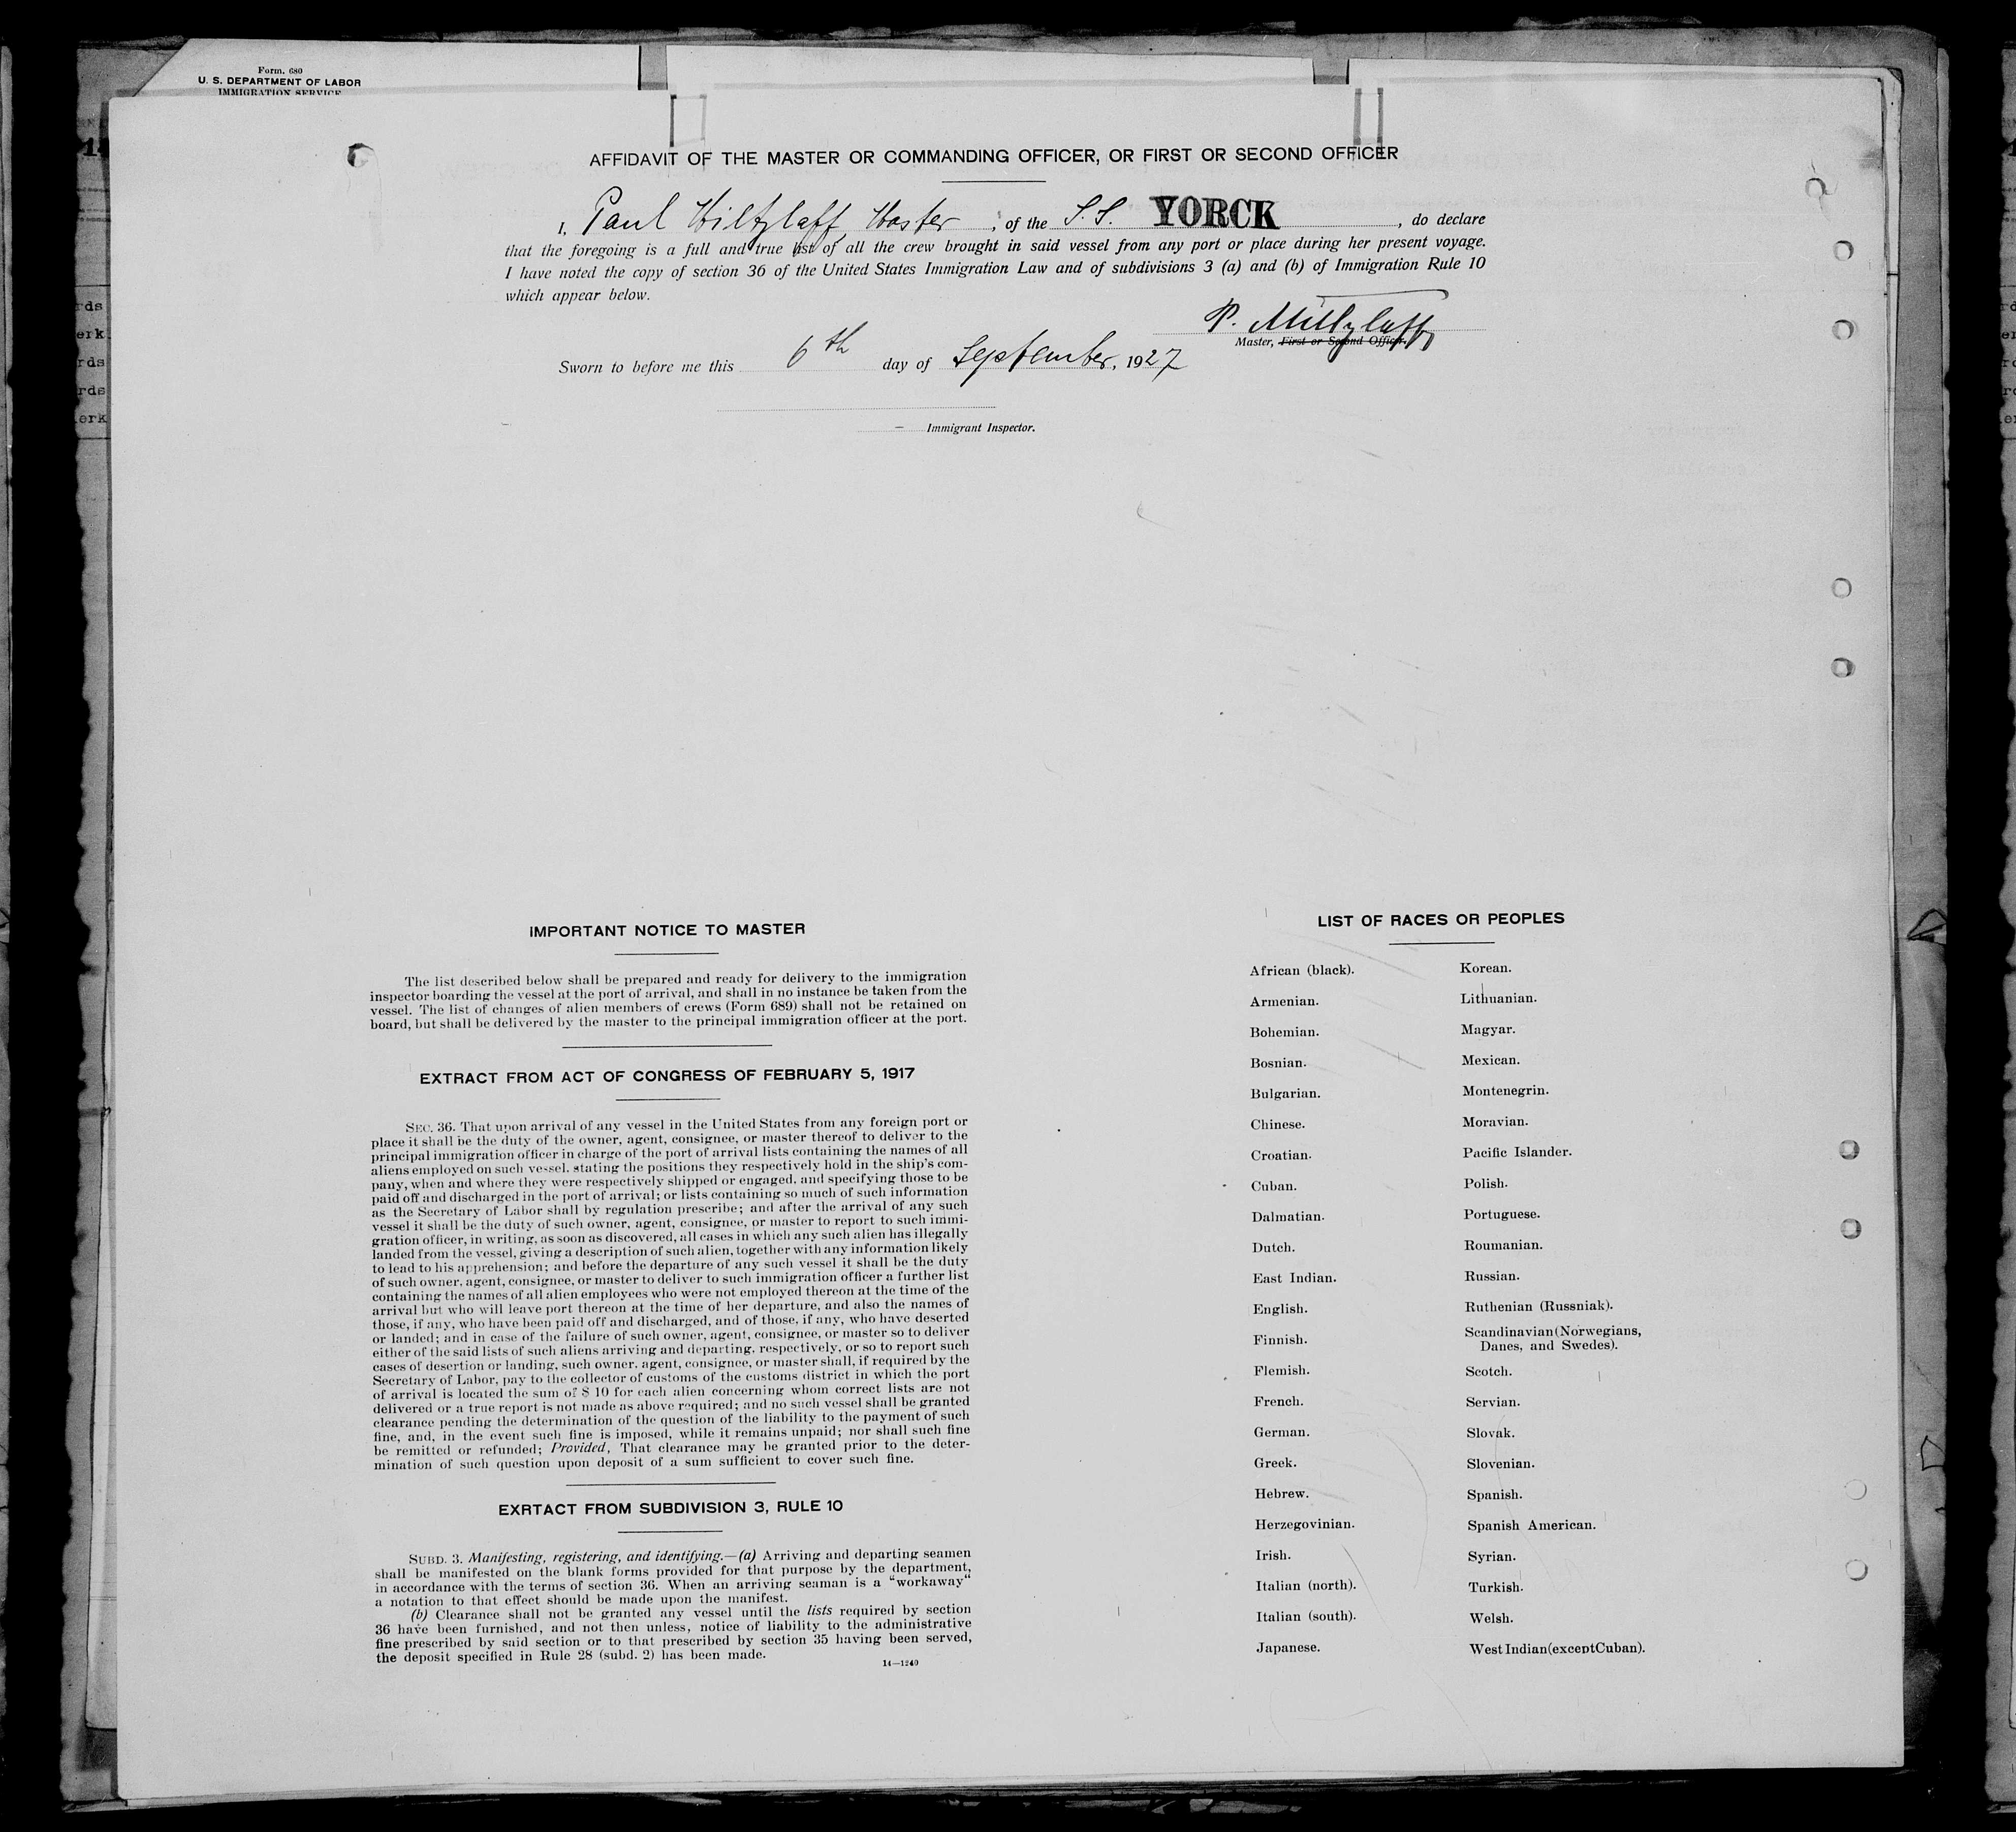 Form. 680
U. S. DEPARTMENT OF LABOR
IMMIGRATION SERVICE
AFFIDAVIT OF THE MASTER OR COMMANDING OFFICER, OR FIRST OR SECOND OFFICER
I, Paul Wiltzlaff, Master, of the S.S. YORCK, do declare
that the foregoing is a full and true list of all the crew brought in said vessel from any port or place during her present voyage.
I have noted the copy of section 36 of the United States Immigration Law and of subdivisions 3 (a) and (b) of Immigration Rule 10
which appear below.
P.
Master, First or Second Officer.
Sworn to before me this 6th day of September, 1927
Immigrant Inspector.
IMPORTANT NOTICE TO MASTER
The list described below shall be prepared and ready for delivery to the immigration
inspector boarding the vessel at the port of arrival, and shall in no instance be taken from the
vessel. The list of changes of alien members of crews (Form 689) shall not be retained on
board, but shall be delivered by the master to the principal immigration officer at the port.
EXTRACT FROM ACT OF CONGRESS OF FEBRUARY 5, 1917
SEC. 36. That upon arrival of any vessel in the United States from any foreign port or
place it shall be the duty of the owner, agent, consignee, or master thereof to deliver to the
principal immigration officer in charge of the port of arrival lists containing the names of all
aliens employed on such vessel, stating the positions they respectively hold in the ship's com-
pany, when and where they were respectively shipped or engaged, and specifying those to be
paid off and discharged in the port of arrival; or lists containing so much of such information
as the Secretary of Labor shall by regulation prescribe; and after the arrival of any such
vessel it shall be the duty of such owner, agent, consignee, or master to report to such immi-
gration officer, in writing, as soon as discovered, all cases in which any such alien has illegally
landed from the vessel, giving a description of such alien, together with any information likely
to lead to his apprehension; and before the departure of any such vessel it shall be the duty
of such owner, agent, consignee, or master to deliver to such immigration officer a further list
containing the names of all alien employees who were not employed thereon at the time of the
arrival but who will leave port thereon at the time of her departure, and also the names of
those, if any, who have been paid off and discharged, and of those, if any, who have deserted
or landed; and in case of the failure of such owner, agent, consignee, or master so to deliver
either of the said lists of such aliens arriving and departing, respectively, or so to report such
cases of desertion or landing, such owner, agent, consignee, or master shall, if required by the
Secretary of Labor, pay to the collector of customs of the customs district in which the port
of arrival is located the sum of $ 10 for each alien concerning whom correct lists are not
delivered or a true report is not made as above required; and no such vessel shall be granted
clearance pending the determination of the question of the liability to the payment of such
fine, and, in the event such fine is imposed, while it remains unpaid; nor shall such fine
be remitted or refunded; Provided, That clearance may be granted prior to the deter-
mination of such question upon deposit of a sum sufficient to cover such fine.
EXRTACT FROM SUBDIVISION 3, RULE 10
SUBD. 3. Manifesting, registering, and identifying.—(a) Arriving and departing seamen
shall be manifested on the blank forms provided for that purpose by the department,
in accordance with the terms of section 36. When an arriving seaman is a "workaway"
a notation to that effect should be made upon the manifest.
(b) Clearance shall not be granted any vessel until the lists required by section
36 have been furnished, and not then unless, notice of liability to the administrative
fine prescribed by said section or to that prescribed by section 35 having been served,
the deposit specified in Rule 28 (subd. 2) has been made.
14—1240
LIST OF RACES OR PEOPLES
African (black).
Armenian.
Bohemian.
Bosnian.
Bulgarian.
Chinese.
Croatian.
Cuban.
Dalmatian.
Dutch.
East Indian.
English.
Finnish.
Flemish.
French.
German.
Greek.
Hebrew.
Herzegovinian.
Irish.
Italian (north).
Italian (south).
Japanese.
Korean.
Lithuanian.
Magyar.
Mexican.
Montenegrin.
Moravian.
Pacific Islander.
Polish.
Portuguese.
Roumanian.
Russian.
Ruthenian (Russniak).
Scandinavian (Norwegians,
Danes, and Swedes).
Scotch.
Servian.
Slovak.
Slovenian.
Spanish.
Spanish American.
Syrian.
Turkish.
Welsh.
West Indian (except Cuban).